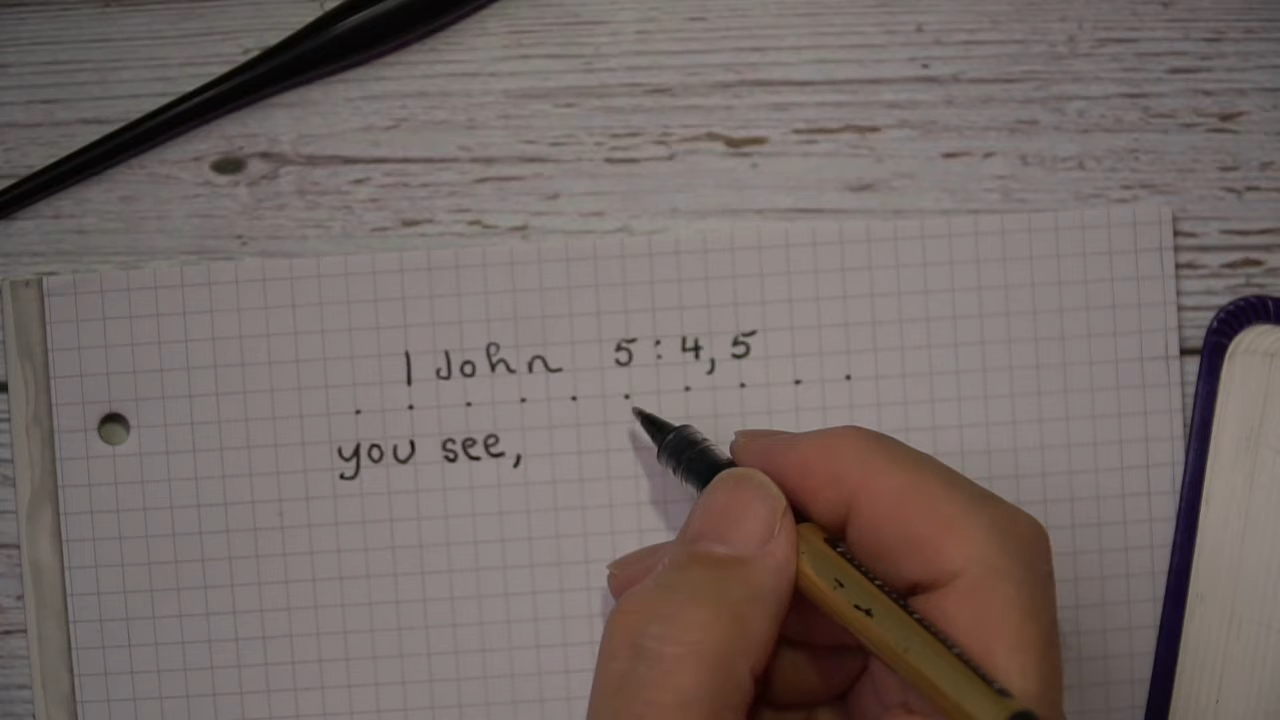 1 John 5:4,5
. . . . . . . . . .
you see,